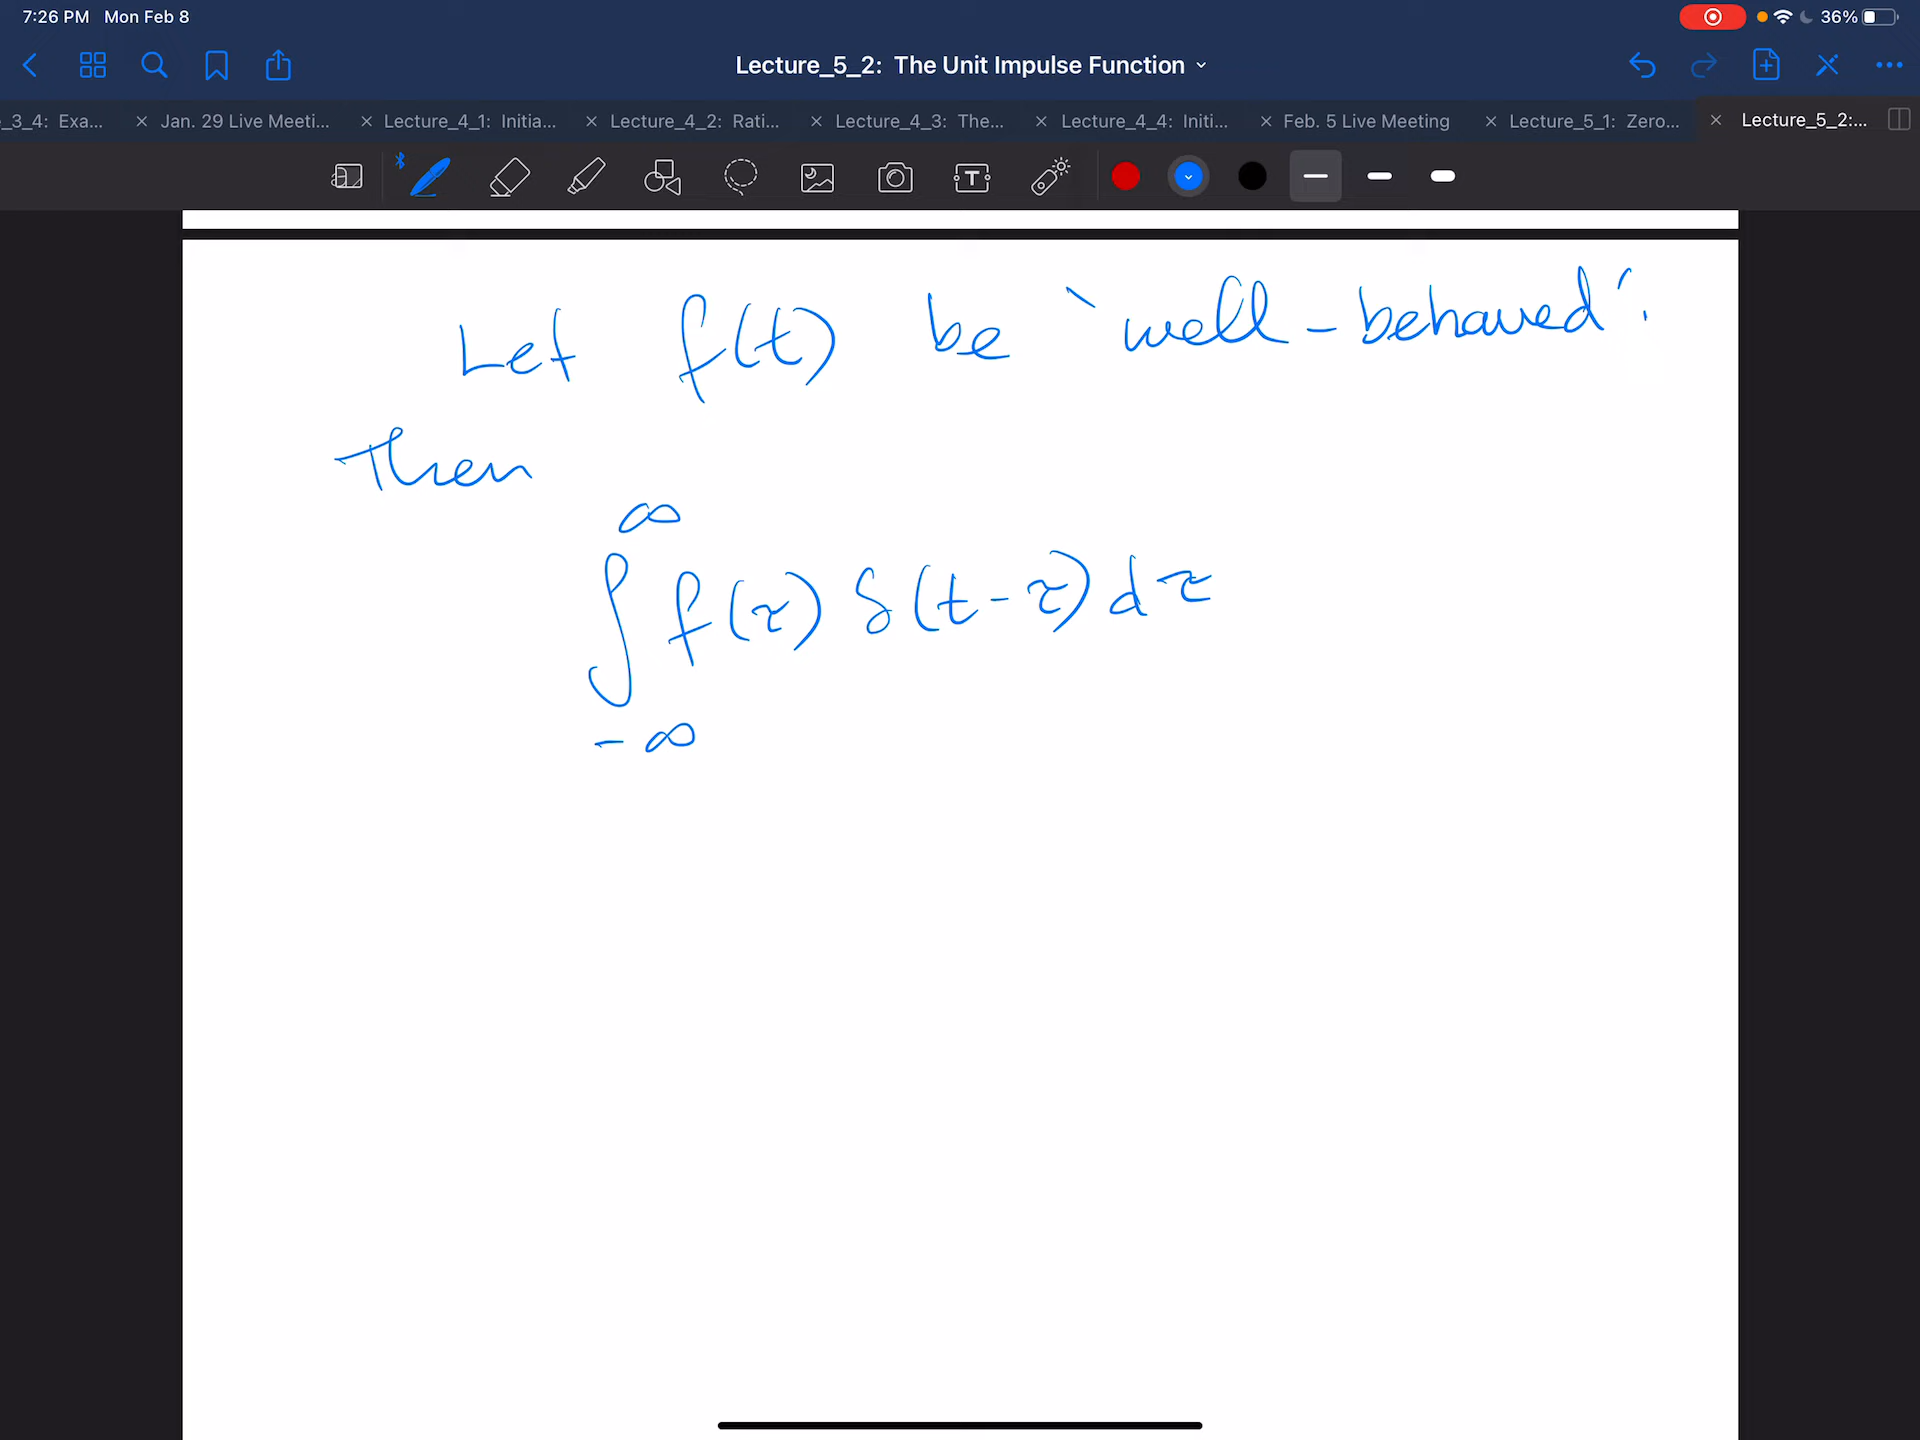 7:26 PM Mon Feb 8
36%
Lecture_5_2: The Unit Impulse Function
_3_4: Exa... × Jan. 29 Live Meeti... × Lecture_4_1: Initia... × Lecture_4_2: Rati... × Lecture_4_3: The... × Lecture_4_4: Initi... × Feb. 5 Live Meeting × Lecture_5_1: Zero... × Lecture_5_2:...
T
Let f(t) be `well-behaved'.
Then
∞
∫ f(τ) δ(t-τ) dτ
-∞